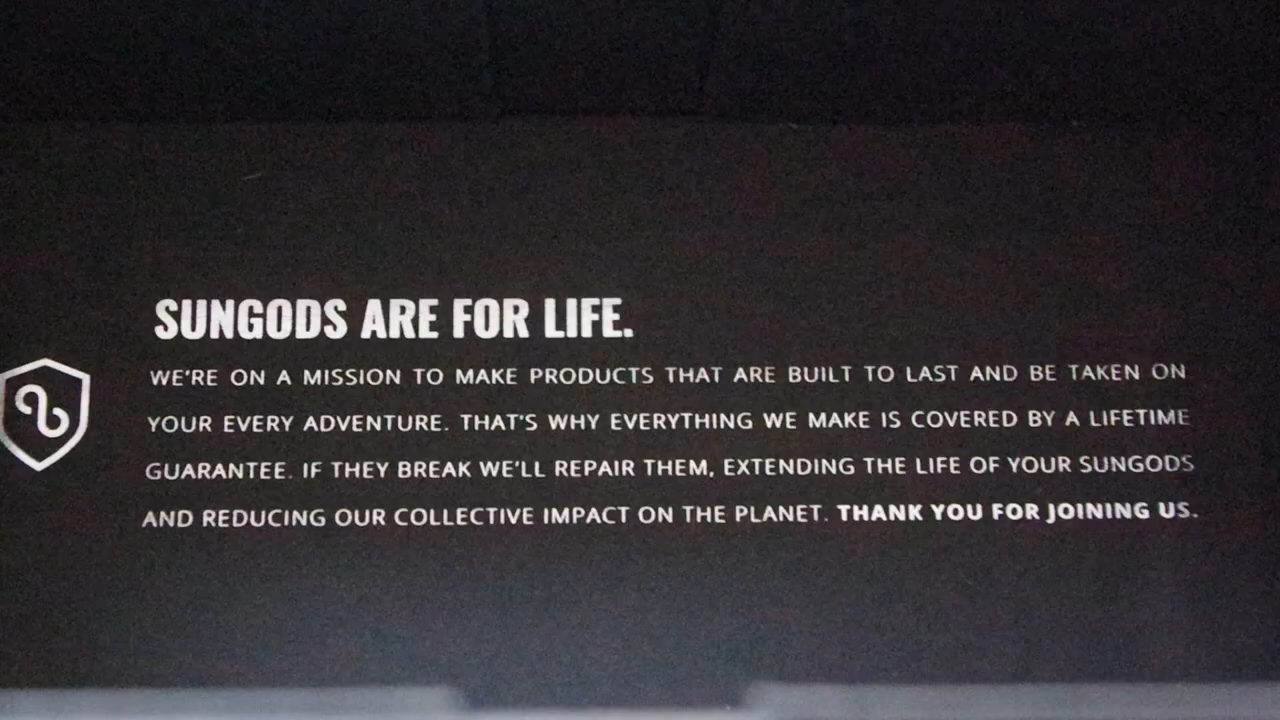 SUNGODS ARE FOR LIFE.
WE'RE ON A MISSION TO MAKE PRODUCTS THAT ARE BUILT TO LAST AND BE TAKEN ON
YOUR EVERY ADVENTURE. THAT'S WHY EVERYTHING WE MAKE IS COVERED BY A LIFETIME
GUARANTEE. IF THEY BREAK WE'LL REPAIR THEM, EXTENDING THE LIFE OF YOUR SUNGODS
AND REDUCING OUR COLLECTIVE IMPACT ON THE PLANET. THANK YOU FOR JOINING US.